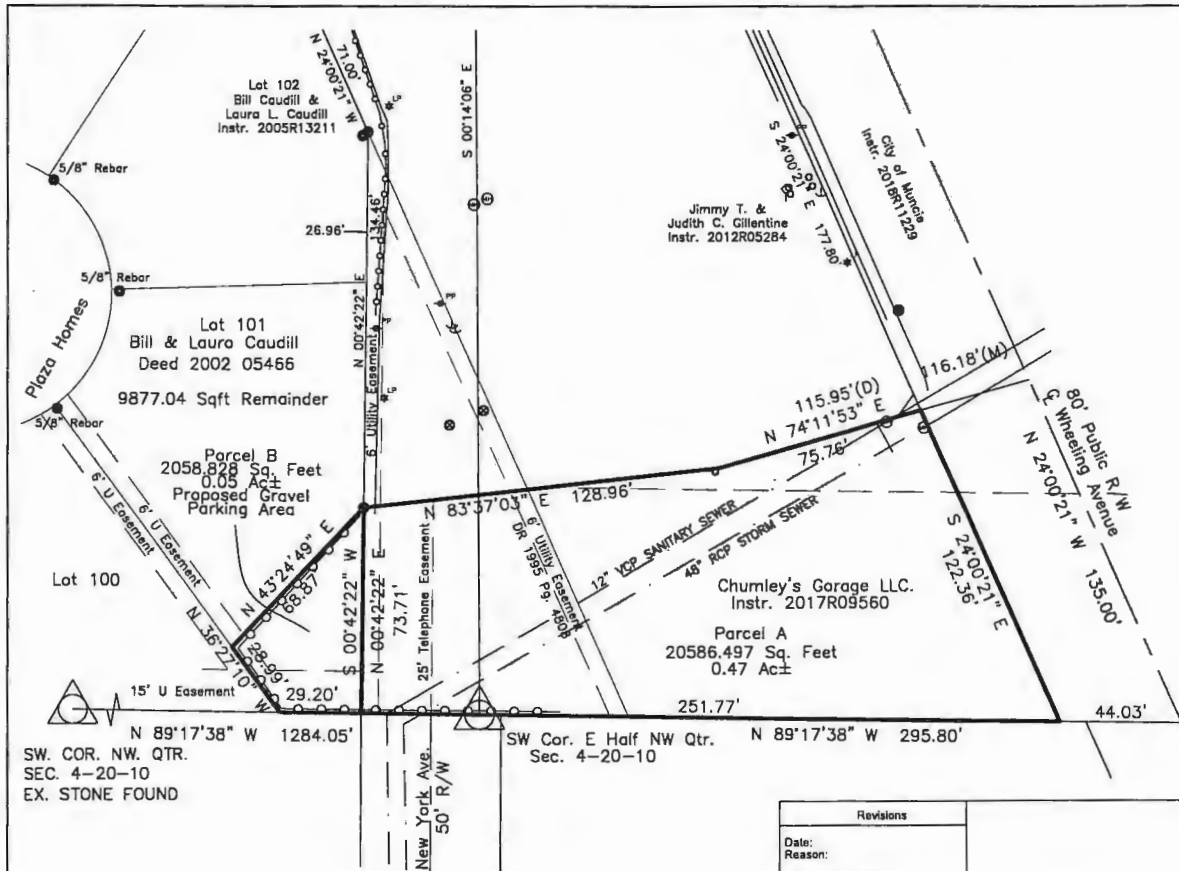 N 24°00'21" W
71.00'
Lot 102
Bill Caudill &
Laura L. Caudill
Instr. 2005R13211
S 00°14'06" E
5/8" Rebar
26.96'
134.46'
Jimmy T. &
Judith C. Gillentine
Instr. 2012R05284
S 24°00'21" E
177.80'
City of Muncie
Instr. 2018R11229
5/8" Rebar
N 00°42'22" E
PP
Plaza Homes
Lot 101
Bill & Laura Caudill
Deed 2002 05466
9877.04 Sqft Remainder
6' Utility Easement
PP
5/8" Rebar
116.18'(M)
115.95'(D)
N 74°11'53" E
75.76'
80' Public R/W
Wheeling Avenue
N 24°00'21" W
135.00'
Parcel B
2058.828 Sq. Feet
0.05 Ac±
Proposed Gravel
Parking Area
6' U Easement
6' U Easement
N 83°37'03" E
128.96'
6' Utility Easement
DR 1995 Pg. 4808
12" VCP SANITARY SEWER
48" RCP STORM SEWER
Lot 100
N 43°24'49" E
68.87'
S 00°42'22" W
N 00°42'22" E
73.71'
25' Telephone Easement
Chumley's Garage LLC.
Instr. 2017R09560
Parcel A
20586.497 Sq. Feet
0.47 Ac±
S 24°00'21" E
122.36'
N 36°27'10" W
28.99'
15' U Easement
29.20'
251.77'
44.03'
N 89°17'38" W 1284.05'
SW Cor. E Half NW Qtr.
Sec. 4-20-10
N 89°17'38" W 295.80'
SW. COR. NW. QTR.
SEC. 4-20-10
EX. STONE FOUND
New York Ave.
50' R/W
Revisions
Date:
Reason: